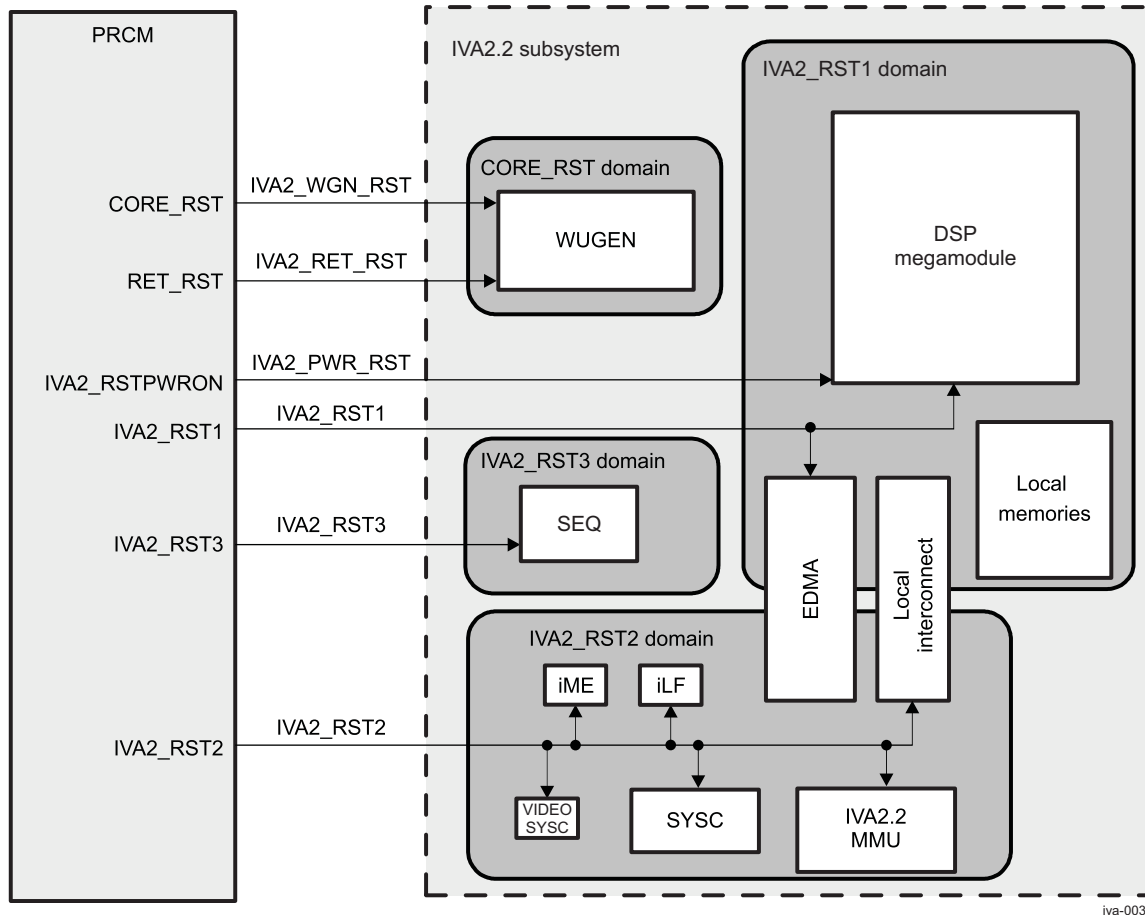 PRCM
IVA2.2 subsystem
IVA2_RST1 domain
CORE_RST domain
IVA2_WGN_RST
CORE_RST
WUGEN
DSP
megamodule
IVA2_RET_RST
RET_RST
IVA2_PWR_RST
IVA2_RSTPWRON
IVA2_RST1
IVA2_RST1
IVA2_RST3 domain
Local
memories
SEQ
IVA2_RST3
IVA2_RST3
EDMA
Local
interconnect
IVA2_RST2 domain
iME
iLF
IVA2_RST2
IVA2_RST2
VIDEO
SYSC
SYSC
IVA2.2
MMU
iva-003